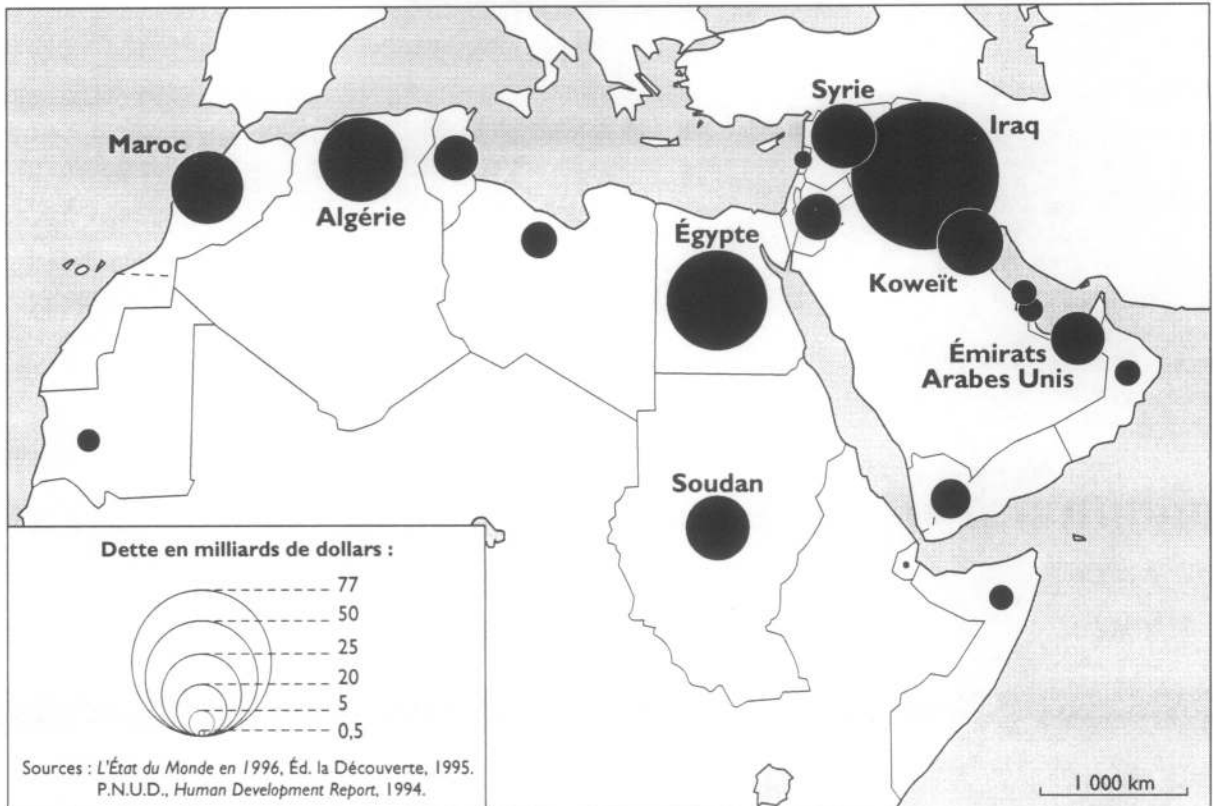 Syrie
Iraq
Maroc
Algérie
Égypte
Koweït
Émirats
Arabes Unis
Soudan
Dette en milliards de dollars :
77
50
25
20
5
0,5
Sources : L'État du Monde en 1996, Éd. la Découverte, 1995.
P.N.U.D., Human Development Report, 1994.
1 000 km